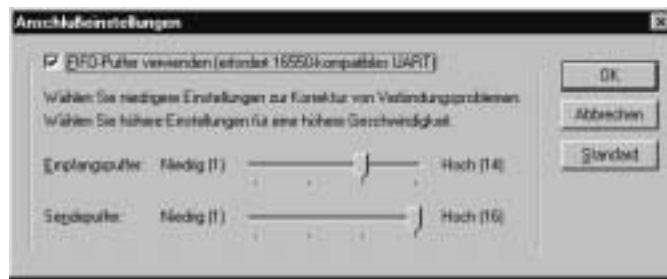 Anschlußeinstellungen
FIFO-Puffer verwenden (erfordert 16550-kompatibles UART)
OK
Wählen Sie niedrigere Einstellungen zur Korrektur von Verbindungsproblemen.
Wählen Sie höhere Einstellungen für eine höhere Geschwindigkeit.
Abbrechen
Standard
Empfangspuffer: Niedrig (1) Hoch (14)
Sendepuffer: Niedrig (1) Hoch (16)